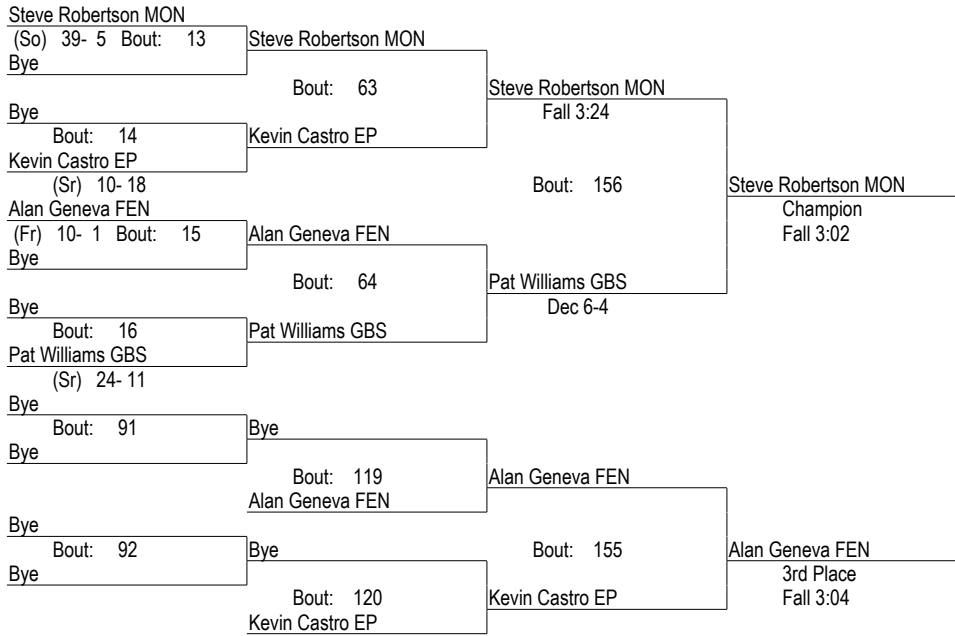 Steve Robertson MON
(So) 39- 5 Bout: 13 Steve Robertson MON
Bye
Bout: 63 Steve Robertson MON
Bye Fall 3:24
Bout: 14 Kevin Castro EP
Kevin Castro EP
(Sr) 10- 18 Bout: 156 Steve Robertson MON
Alan Geneva FEN Champion
(Fr) 10- 1 Bout: 15 Alan Geneva FEN Fall 3:02
Bye
Bout: 64 Pat Williams GBS
Bye Dec 6-4
Bout: 16 Pat Williams GBS
Pat Williams GBS
(Sr) 24- 11
Bye
Bout: 91 Bye
Bye
Bout: 119 Alan Geneva FEN
Alan Geneva FEN
Bye
Bout: 92 Bye Bout: 155 Alan Geneva FEN
Bye 3rd Place
Bout: 120 Kevin Castro EP Fall 3:04
Kevin Castro EP